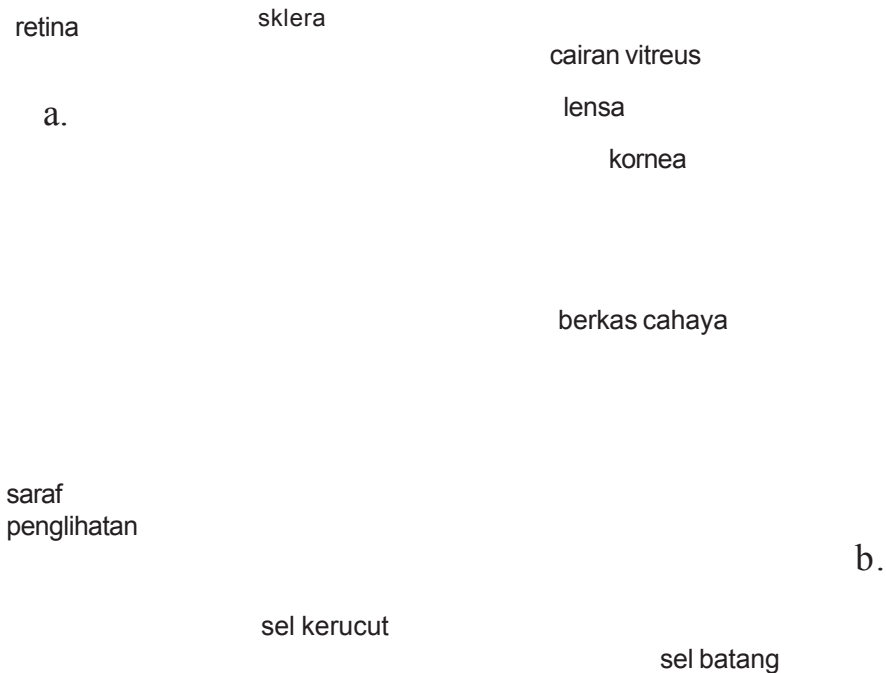 retina
sklera
cairan vitreus
a.
lensa
kornea
berkas cahaya
saraf
penglihatan
b.
sel kerucut
sel batang